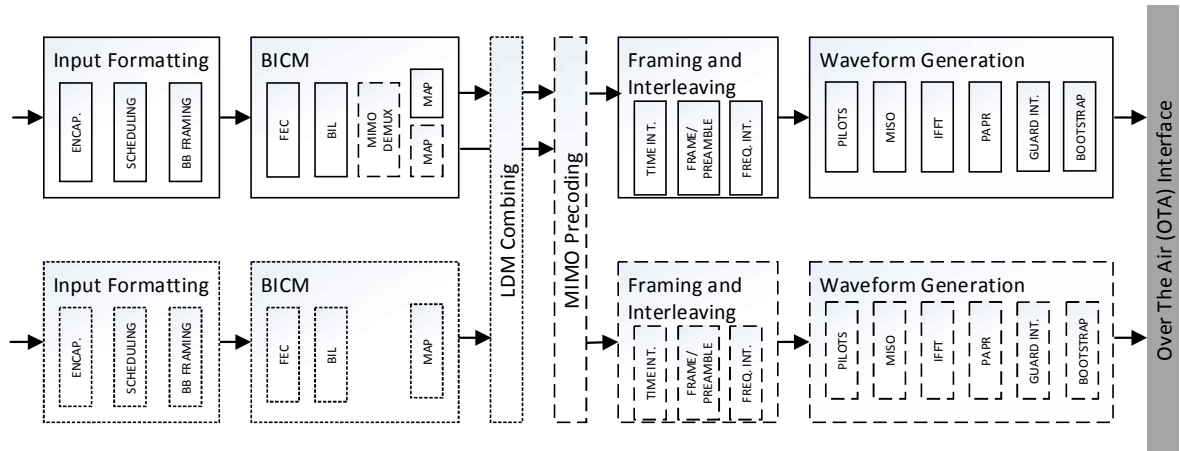 Input Formatting
ENCAP.
SCHEDULING
BB FRAMING
BICM
FEC
BIL
MIMO
DEMUX
MAP
MAP
LDM Combinig
MIMO Precoding
Framing and
Interleaving
TIME INT.
FRAME/
PREAMBLE
FREQ. INT.
Waveform Generation
PILOTS
MISO
IFFT
PAPR
GUARD INT.
BOOTSTRAP
Over The Air (OTA) Interface
Input Formatting
ENCAP.
SCHEDULING
BB FRAMING
BICM
FEC
BIL
MAP
Framing and
Interleaving
TIME INT.
FRAME/
PREAMBLE
FREQ. INT.
Waveform Generation
PILOTS
MISO
IFFT
PAPR
GUARD INT.
BOOTSTRAP